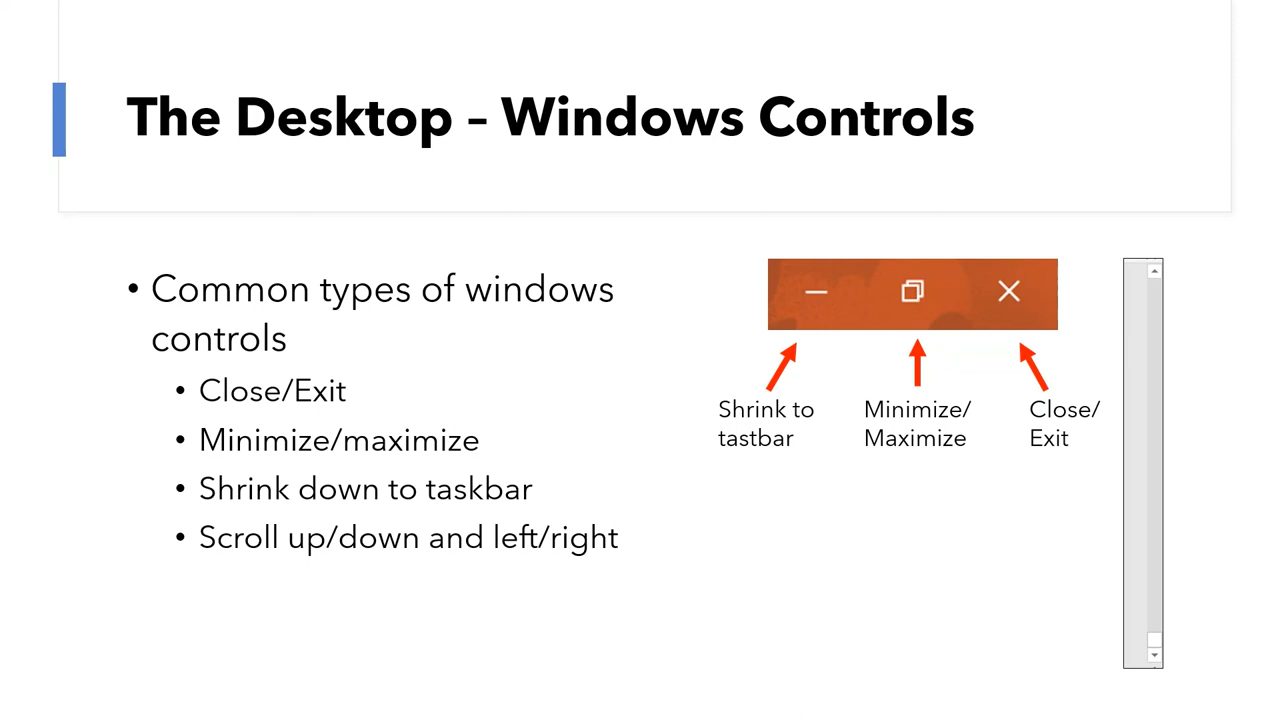 The Desktop – Windows Controls
• Common types of windows
controls
• Close/Exit
• Minimize/maximize
• Shrink down to taskbar
• Scroll up/down and left/right
Shrink to
tastbar
Minimize/
Maximize
Close/
Exit